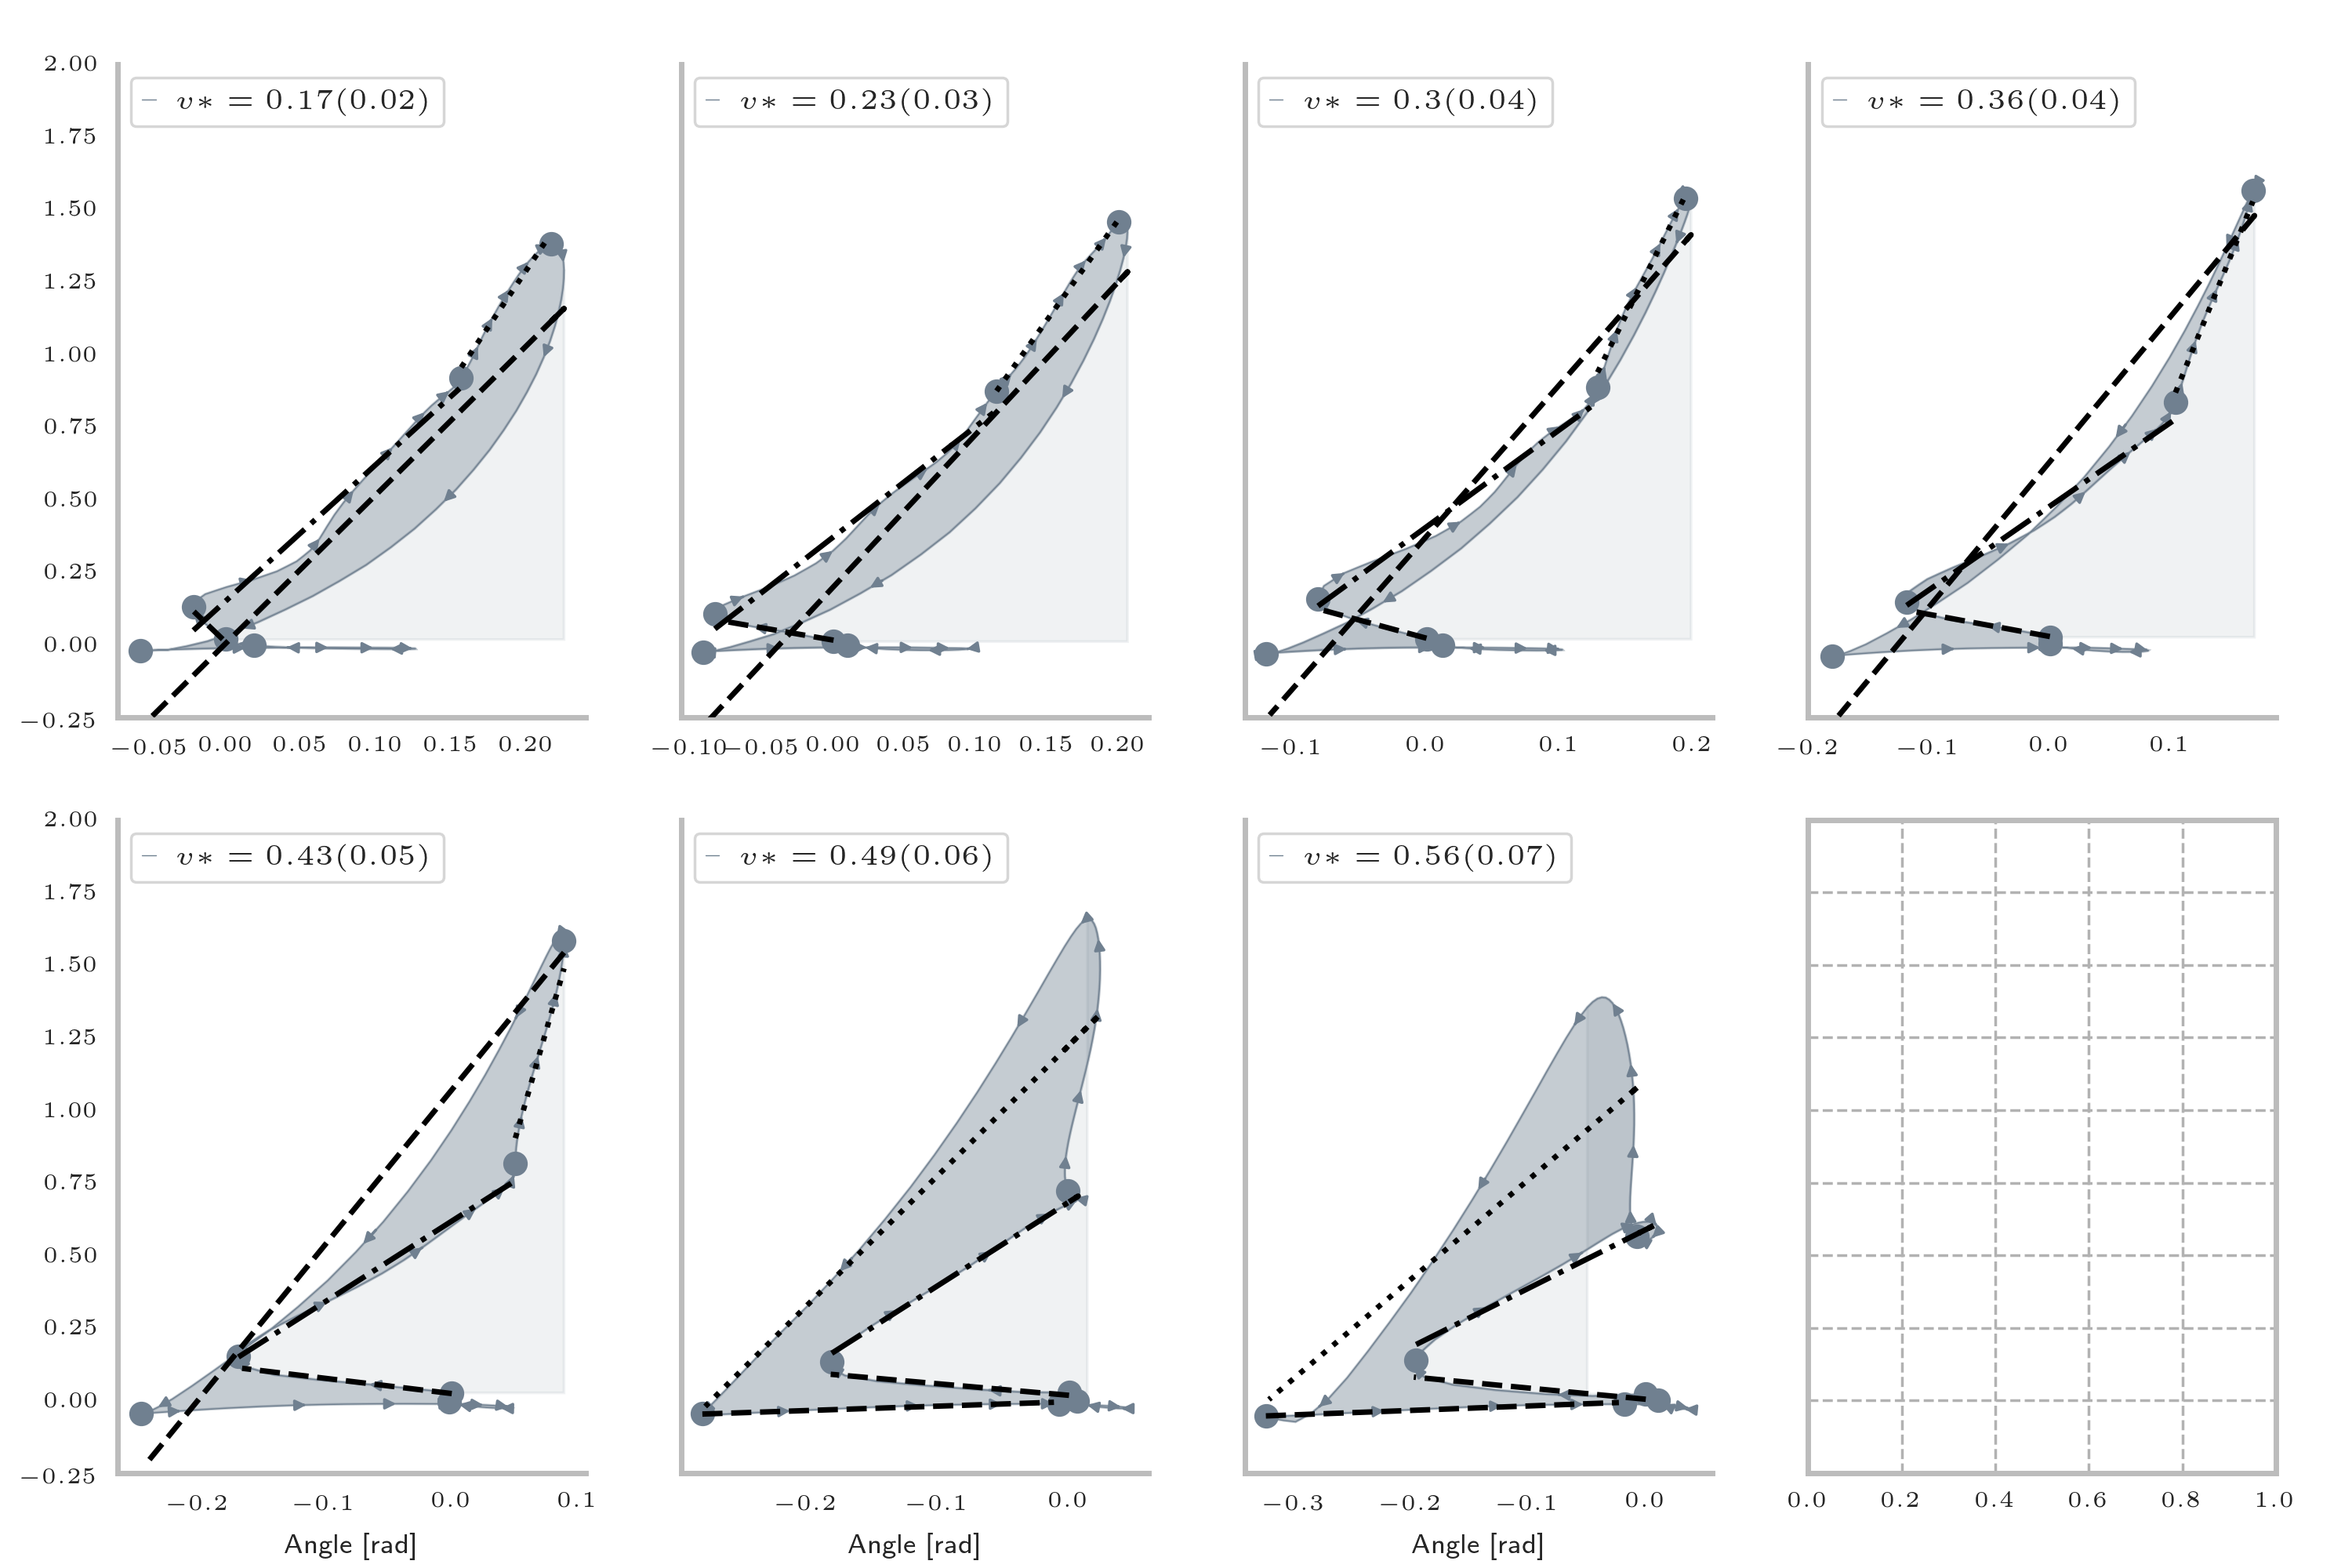 2.00
1.75
1.50
1.25
1.00
0.75
0.50
0.25
0.00
−0.25
v∗ = 0.17(0.02)
−0.05 0.00 0.05 0.10 0.15 0.20
v∗ = 0.23(0.03)
−0.10 −0.05 0.00 0.05 0.10 0.15 0.20
v∗ = 0.3(0.04)
−0.1 0.0 0.1 0.2
v∗ = 0.36(0.04)
−0.2 −0.1 0.0 0.1
2.00
1.75
1.50
1.25
1.00
0.75
0.50
0.25
0.00
−0.25
v∗ = 0.43(0.05)
−0.2 −0.1 0.0 0.1
Angle [rad]
v∗ = 0.49(0.06)
−0.2 −0.1 0.0
Angle [rad]
v∗ = 0.56(0.07)
−0.3 −0.2 −0.1 0.0
Angle [rad]
0.0 0.2 0.4 0.6 0.8 1.0